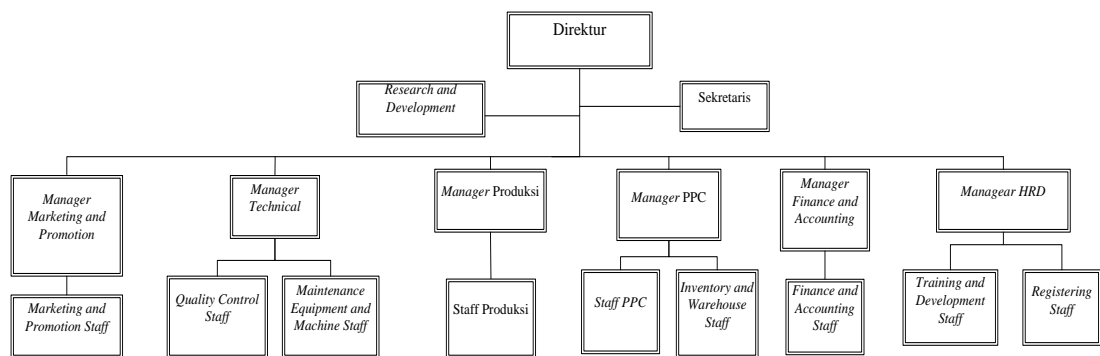 Direktur
Research and
Development
Sekretaris
Manager
Marketing and
Promotion
Manager
Technical
Manager Produksi
Manager PPC
Manager
Finance and
Accounting
Managear HRD
Marketing and
Promotion Staff
Quality Control
Staff
Maintenance
Equipment and
Machine Staff
Staff Produksi
Staff PPC
Inventory and
Warehouse
Staff
Finance and
Accounting
Staff
Training and
Development
Staff
Registering
Staff